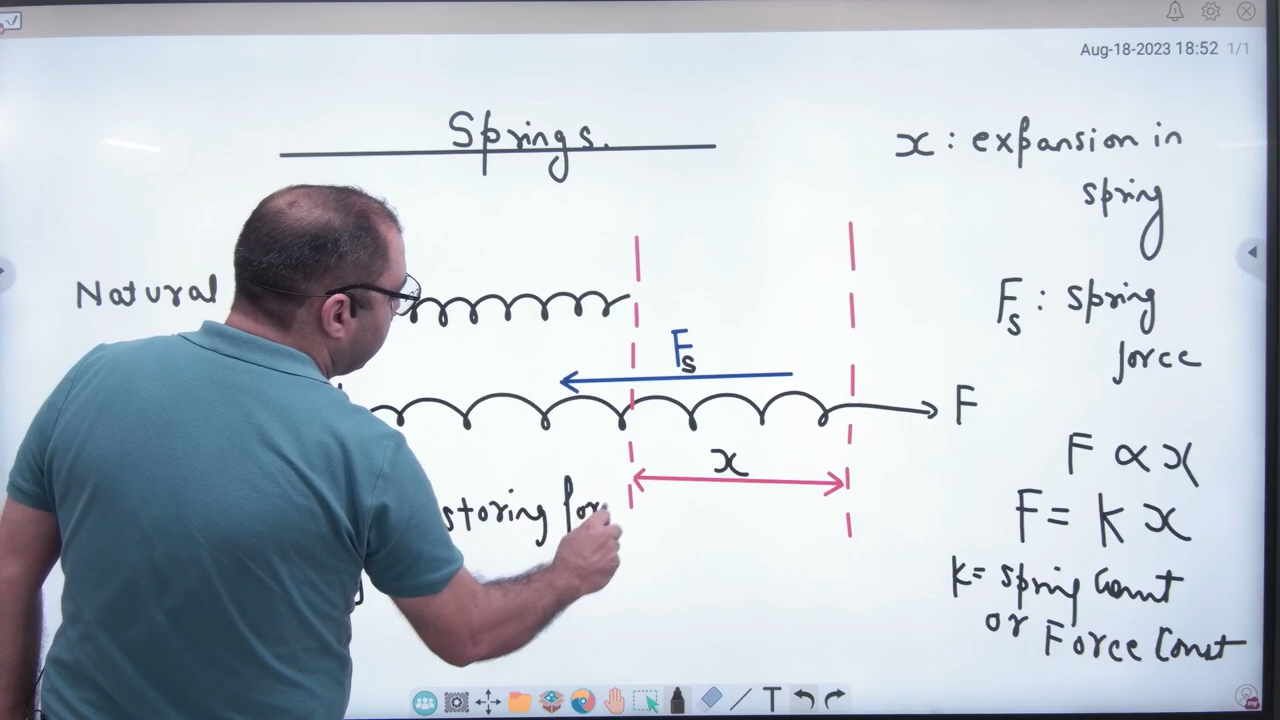 Aug-18-2023 18:52 1/1
Springs.
x : expansion in
spring
Natural
Fs : spring
force
Fs
F
x
F ∝ x
storing for
F = k x
k = spring Const
or Force Const
T